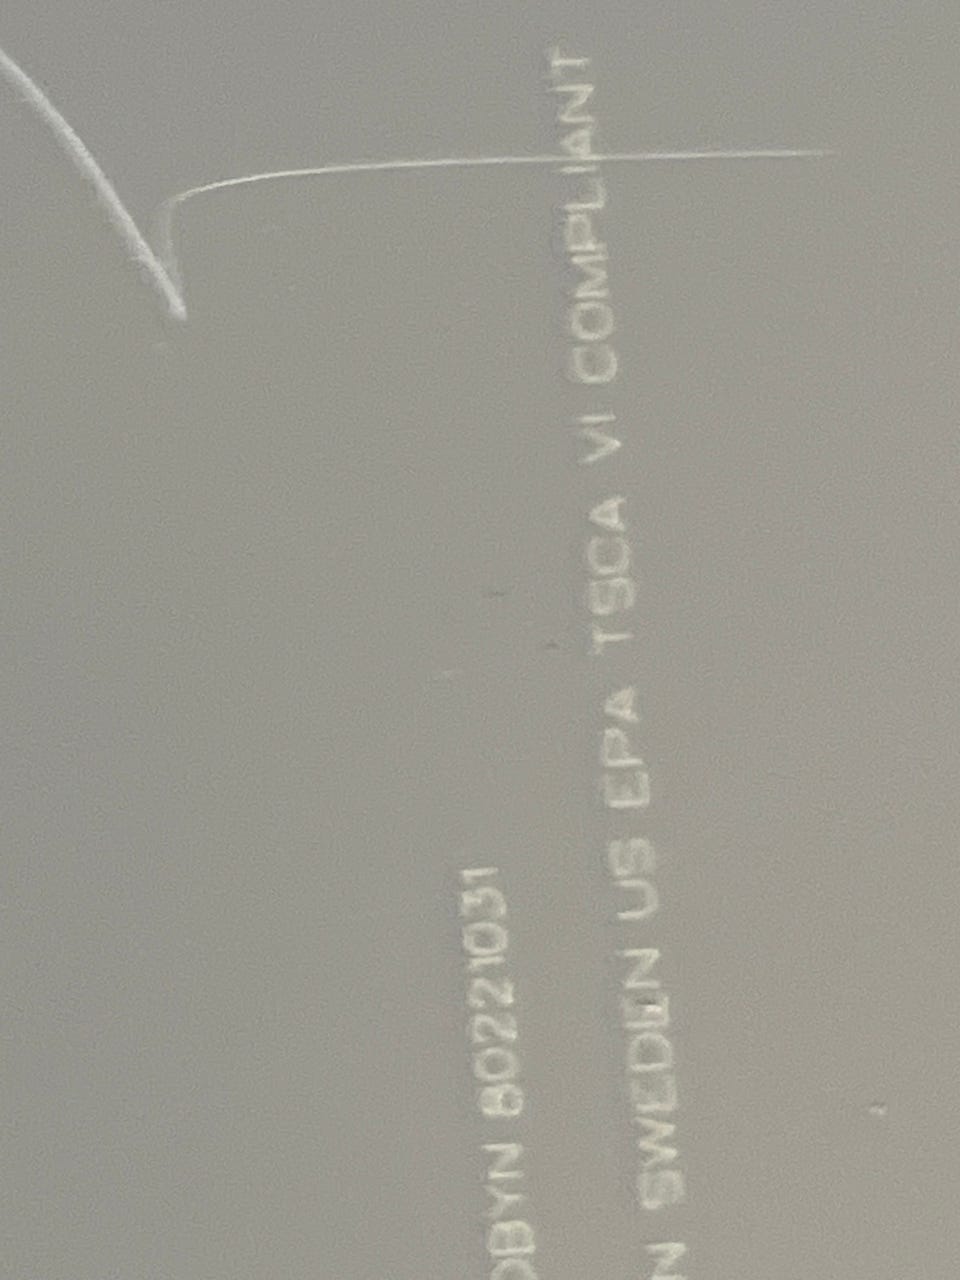 OBYN 80221031
N SWEDEN US EPA TSCA VI COMPLIANT